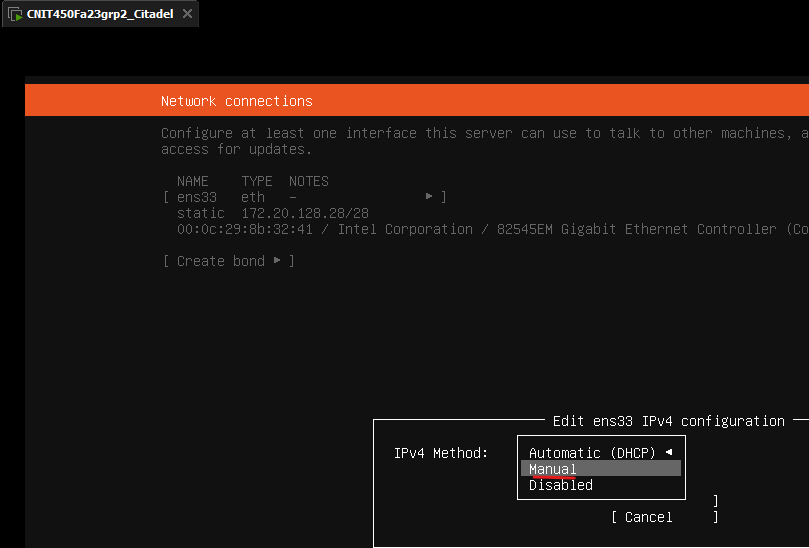 CNIT450Fa23grp2_Citadel
Network connections
Configure at least one interface this server can use to talk to other machines, a
access for updates.
NAME TYPE NOTES
[ ens33 eth - ▸ ]
static 172.20.128.28/28
00:0c:29:8b:32:41 / Intel Corporation / 82545EM Gigabit Ethernet Controller (Co
[ Create bond ▸ ]
Edit ens33 IPv4 configuration
IPv4 Method:
Automatic (DHCP) ◂
Manual
Disabled
]
[ Cancel ]